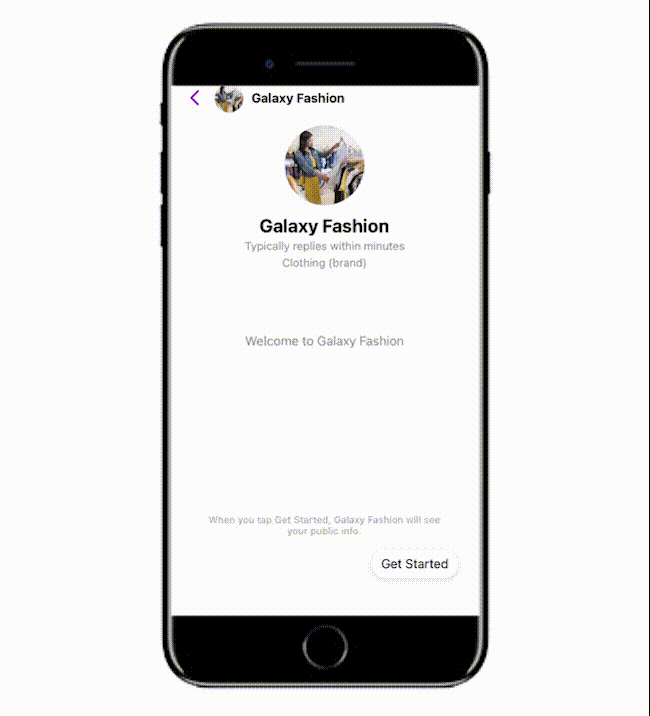 Galaxy Fashion
Galaxy Fashion
Typically replies within minutes
Clothing (brand)
Welcome to Galaxy Fashion
When you tap Get Started, Galaxy Fashion will see
your public info.
Get Started